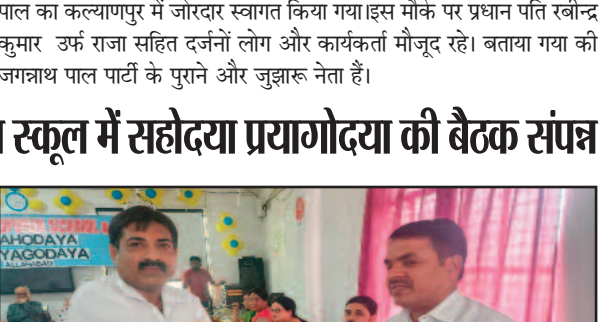 पाल का कल्याणपुर में जोरदार स्वागत किया गया।इस मौके पर प्रधान पति रबीन्द्र
कुमार उर्फ राजा सहित दर्जनों लोग और कार्यकर्ता मौजूद रहे। बताया गया की
जगन्नाथ पाल पार्टी के पुराने और जुझारू नेता हैं।
स्कूल में सहोदया प्रयागोदया की बैठक संपन्न
AHODAYA
YAGODAYA
ALLAHABAD